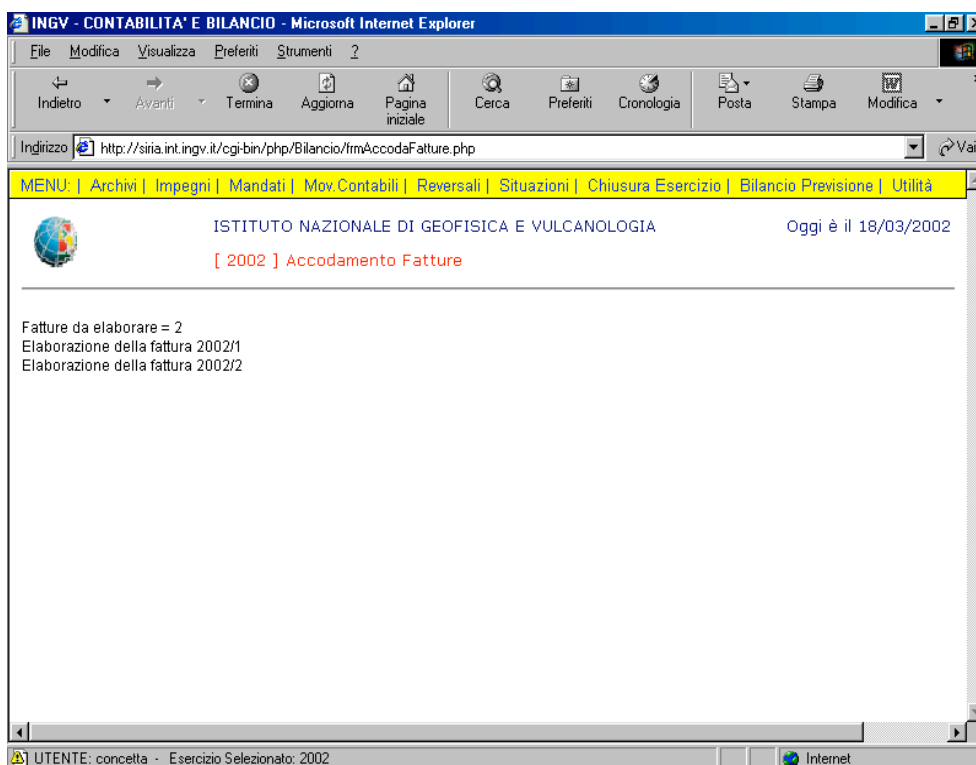 INGV - CONTABILITA' E BILANCIO - Microsoft Internet Explorer
File Modifica Visualizza Preferiti Strumenti ?
Indietro Avanti Termina Aggiorna Pagina iniziale Cerca Preferiti Cronologia Posta Stampa Modifica
Indirizzo http://siria.int.ingv.it/cgi-bin/php/Bilancio/frmAccodaFatture.php Vai
MENU: | Archivi | Impegni | Mandati | Mov.Contabili | Reversali | Situazioni | Chiusura Esercizio | Bilancio Previsione | Utilità
ISTITUTO NAZIONALE DI GEOFISICA E VULCANOLOGIA Oggi è il 18/03/2002
[ 2002 ] Accodamento Fatture
Fatture da elaborare = 2
Elaborazione della fattura 2002/1
Elaborazione della fattura 2002/2
UTENTE: concetta - Esercizio Selezionato: 2002 Internet